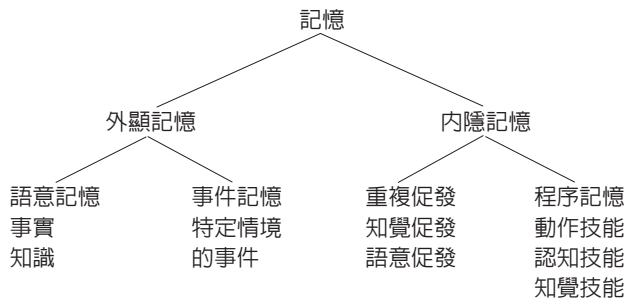 記憶
外顯記憶
內隱記憶
語意記憶
事實
知識
事件記憶
特定情境
的事件
重複促發
知覺促發
語意促發
程序記憶
動作技能
認知技能
知覺技能